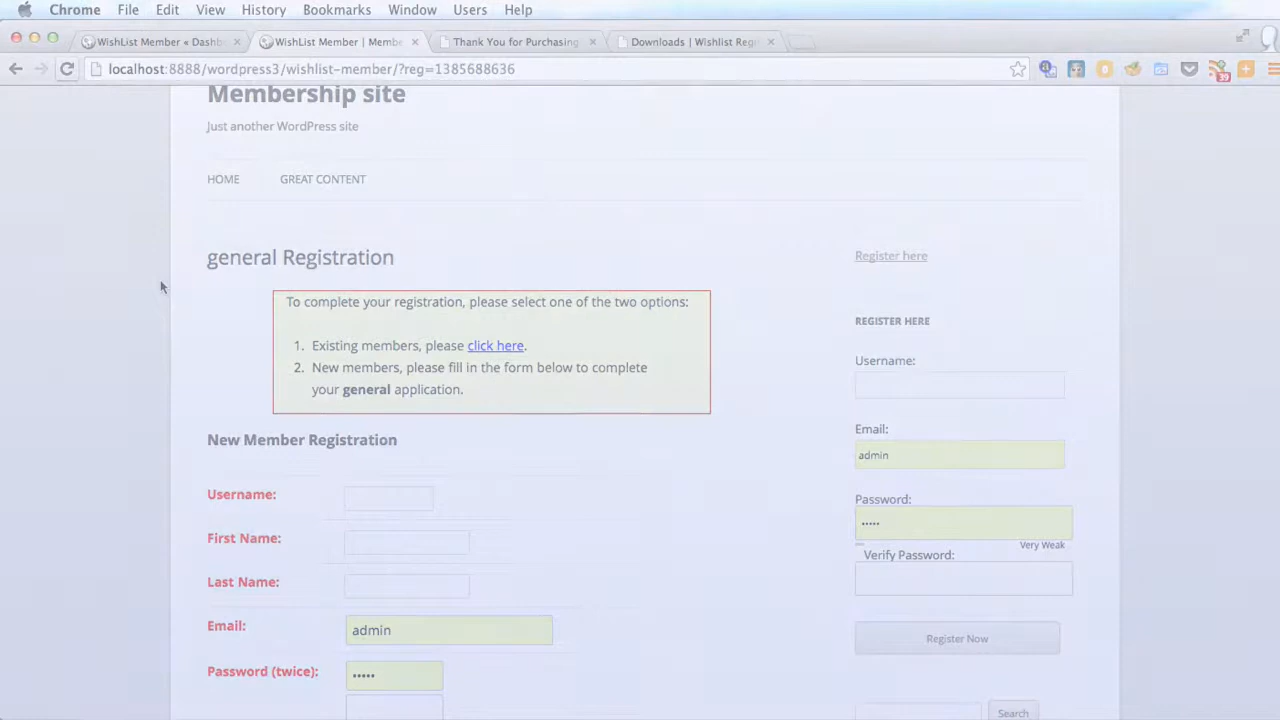 Chrome File Edit View History Bookmarks Window Users Help
WishList Member « Dashb
WishList Member | Membe
Thank You for Purchasing
Downloads | Wishlist Regi
localhost:8888/wordpress3/wishlist-member/?reg=1385688636
39
Membership site
Just another WordPress site
HOME GREAT CONTENT
general Registration
To complete your registration, please select one of the two options:
1. Existing members, please click here.
2. New members, please fill in the form below to complete
your general application.
New Member Registration
Username:
First Name:
Last Name:
Email: admin
Password (twice): •••••
Register here
REGISTER HERE
Username:
Email:
admin
Password:
•••••
Very Weak
Verify Password:
Register Now
Search